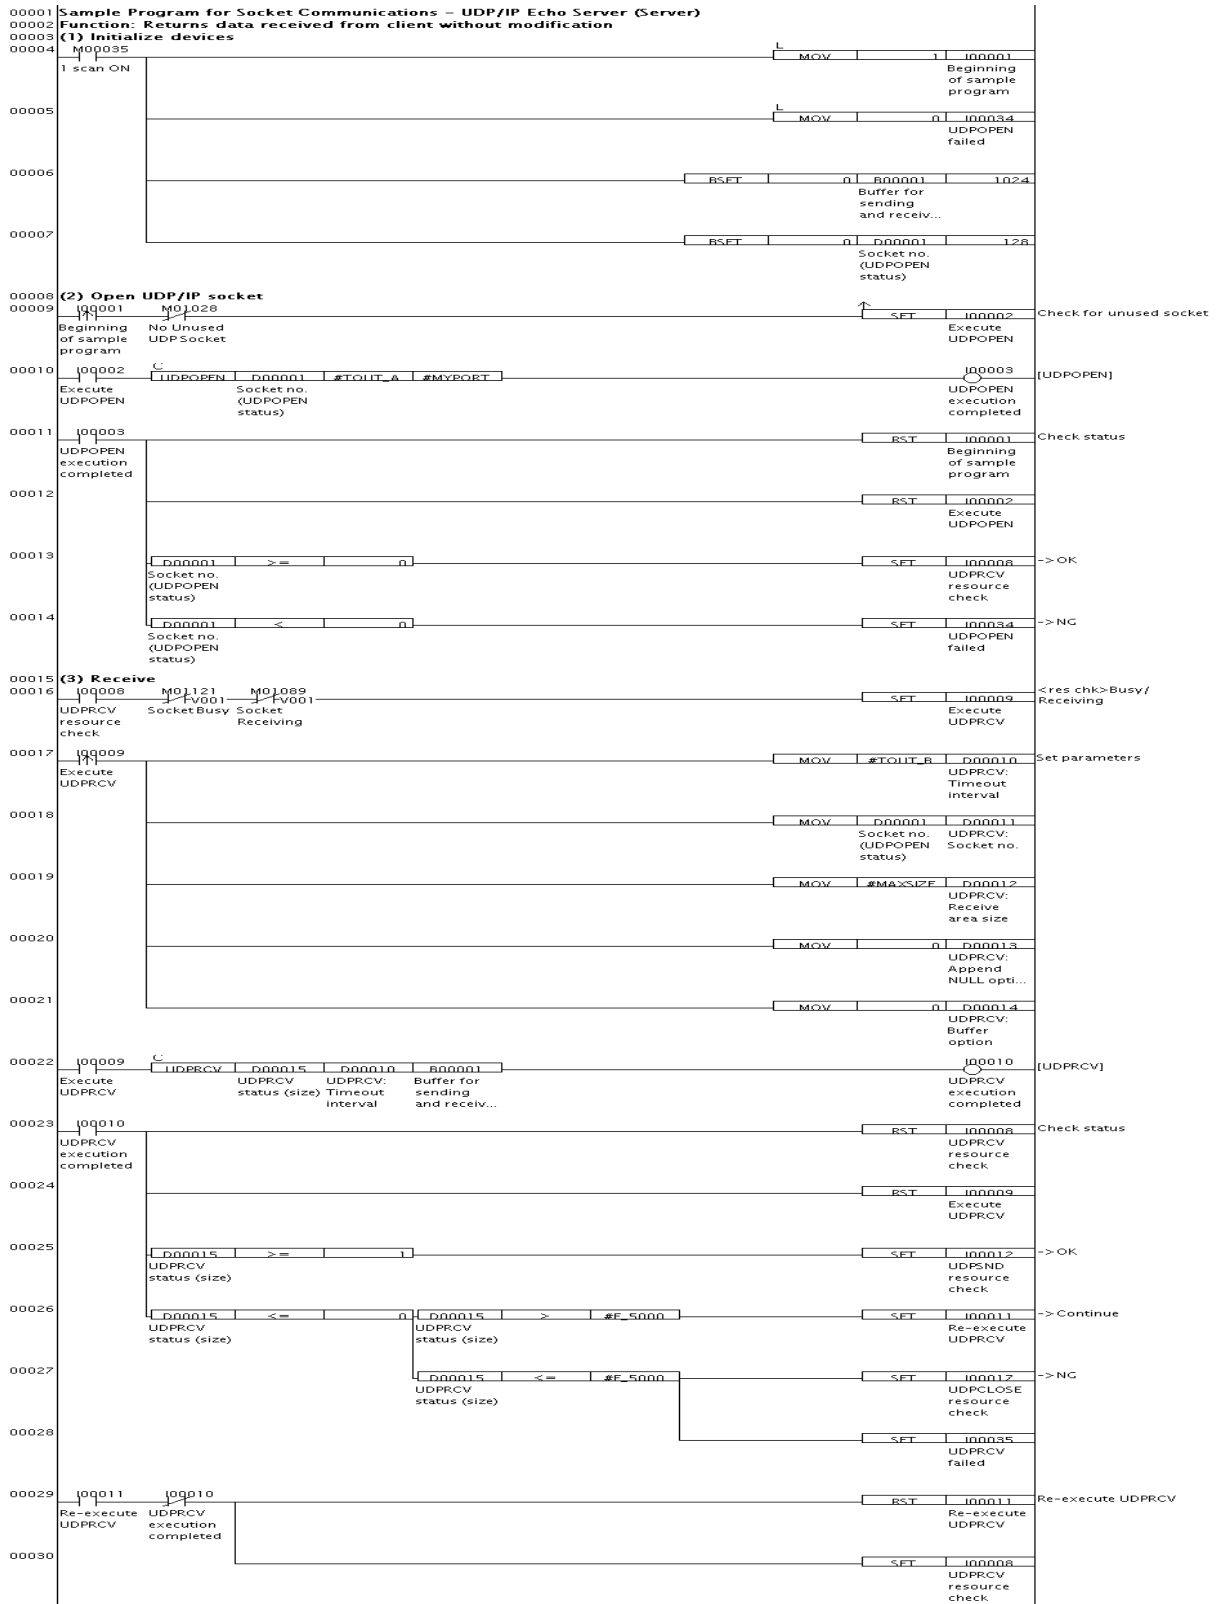 00001 Sample Program for Socket Communications – UDP/IP Echo Server (Server)
00002 Function: Returns data received from client without modification
00003 (1) Initialize devices
00004 M00035 L MOV 1 I00001
1 scan ON Beginning
of sample
program
00005 L MOV 0 I00034
UDPOPEN
failed
00006 BSET 0 B00001 1024
Buffer for
sending
and receiv...
00007 BSET 0 D00001 128
Socket no.
(UDPOPEN
status)
00008 (2) Open UDP/IP socket
00009 I00001 M01028 SET I00002 Check for unused socket
Beginning No Unused Execute
of sample UDP Socket UDPOPEN
program
00010 I00002 C UDPOPEN D00001 #TOUT_A #MYPORT I00003 [UDPOPEN]
Execute Socket no. UDPOPEN
UDPOPEN (UDPOPEN execution
status) completed
00011 I00003 RST I00001 Check status
UDPOPEN Beginning
execution of sample
completed program
00012 RST I00002
Execute
UDPOPEN
00013 D00001 >= 0 SET I00008 ->OK
Socket no. UDPRCV
(UDPOPEN resource
status) check
00014 D00001 < 0 SET I00034 ->NG
Socket no. UDPOPEN
(UDPOPEN failed
status)
00015 (3) Receive
00016 I00008 M01121 V001 M01089 V001 SET I00009 <res chk>Busy/
Receiving
UDPRCV Socket Busy Socket Execute
resource Receiving UDPRCV
check
00017 I00009 MOV #TOUT_B D00010 Set parameters
Execute UDPRCV:
UDPRCV Timeout
interval
00018 MOV D00001 D00011
Socket no. UDPRCV:
(UDPOPEN Socket no.
status)
00019 MOV #MAXSIZE D00012
UDPRCV:
Receive
area size
00020 MOV 0 D00013
UDPRCV:
Append
NULL opti...
00021 MOV 0 D00014
UDPRCV:
Buffer
option
00022 I00009 C UDPRCV D00015 D00010 B00001 I00010 [UDPRCV]
Execute UDPRCV UDPRCV: Buffer for UDPRCV
UDPRCV status (size) Timeout sending execution
interval and receiv... completed
00023 I00010 RST I00008 Check status
UDPRCV UDPRCV
execution resource
completed check
00024 RST I00009
Execute
UDPRCV
00025 D00015 >= 1 SET I00012 ->OK
UDPRCV UDPSND
status (size) resource
check
00026 D00015 <= 0 D00015 > #E_5000 SET I00011 ->Continue
UDPRCV UDPRCV Re-execute
status (size) status (size) UDPRCV
00027 D00015 <= #E_5000 SET I00017 ->NG
UDPRCV UDPCLOSE
status (size) resource
check
00028 SET I00035
UDPRCV
failed
00029 I00011 I00010 RST I00011 Re-execute UDPRCV
Re-execute UDPRCV Re-execute
UDPRCV execution UDPRCV
completed
00030 SET I00008
UDPRCV
resource
check